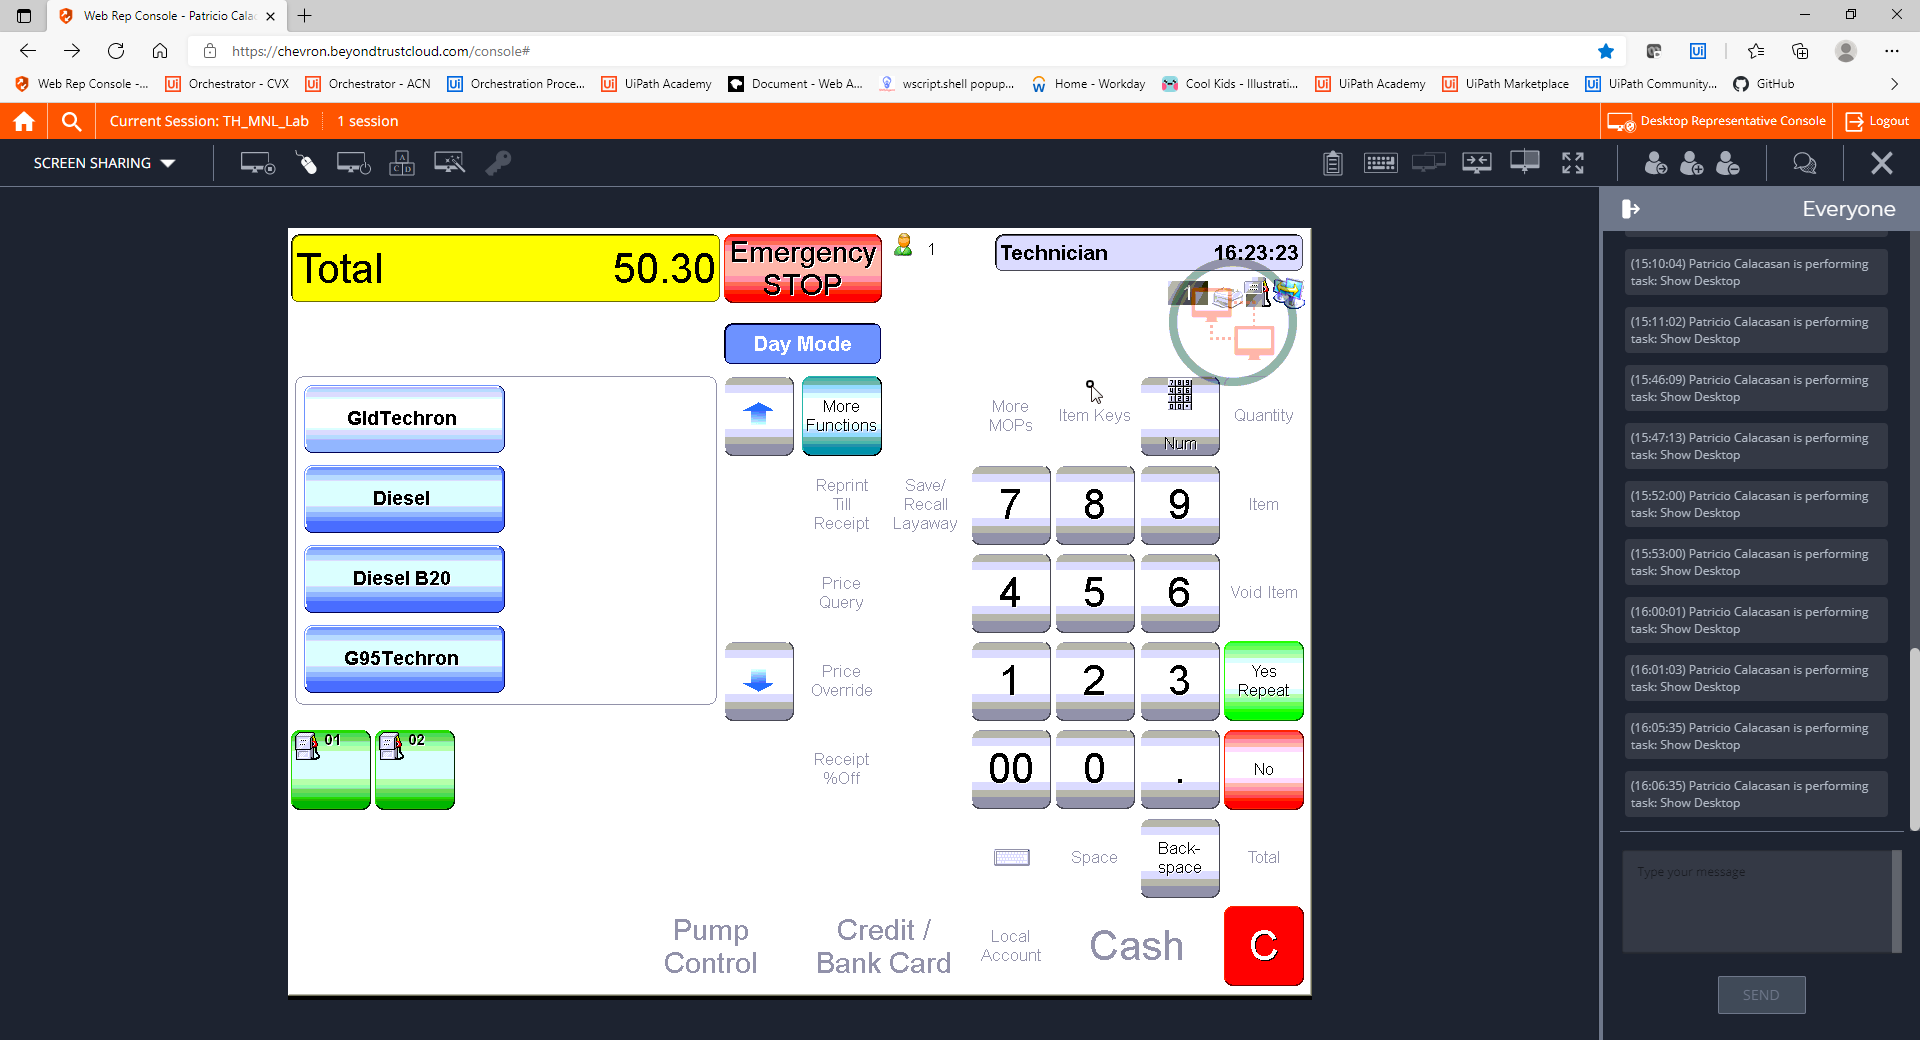 Web Rep Console - Patricio Cala
https://chevron.beyondtrustcloud.com/console#
Web Rep Console -...
Orchestrator - CVX
Orchestrator - ACN
Orchestration Proce...
UiPath Academy
Document - Web A...
wscript.shell popup...
Home - Workday
Cool Kids - Illustrati...
UiPath Academy
UiPath Marketplace
UiPath Community...
GitHub
Current Session: TH_MNL_Lab
1 session
Desktop Representative Console
Logout
SCREEN SHARING
Everyone
Total 50.30
Emergency
STOP
1
Technician 16:23:23
1
Day Mode
GldTechron
Diesel
Diesel B20
G95Techron
More
Functions
More
MOPs
Item Keys
Num
Quantity
Reprint
Till
Receipt
Save/
Recall
Layaway
7
8
9
Item
Price
Query
4
5
6
Void Item
Price
Override
1
2
3
Yes
Repeat
01
02
Receipt
%Off
00
0
.
No
Space
Back-
space
Total
Pump
Control
Credit /
Bank Card
Local
Account
Cash
C
(15:10:04) Patricio Calacasan is performing
task: Show Desktop
(15:11:02) Patricio Calacasan is performing
task: Show Desktop
(15:46:09) Patricio Calacasan is performing
task: Show Desktop
(15:47:13) Patricio Calacasan is performing
task: Show Desktop
(15:52:00) Patricio Calacasan is performing
task: Show Desktop
(15:53:00) Patricio Calacasan is performing
task: Show Desktop
(16:00:01) Patricio Calacasan is performing
task: Show Desktop
(16:01:03) Patricio Calacasan is performing
task: Show Desktop
(16:05:35) Patricio Calacasan is performing
task: Show Desktop
(16:06:35) Patricio Calacasan is performing
task: Show Desktop
Type your message
SEND